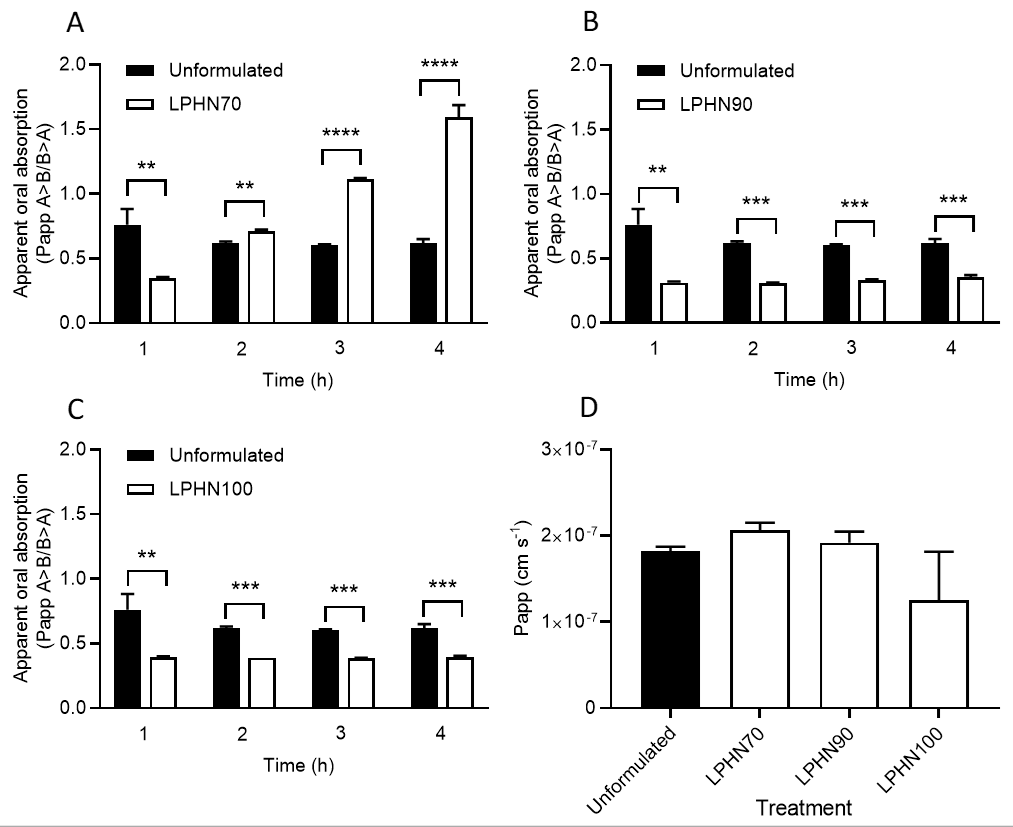 A
Apparent oral absorption
(Papp A>B/B>A)
2.0
1.5
1.0
0.5
0.0
Unformulated
LPHN70
**
**
****
****
1 2 3 4
Time (h)
B
Apparent oral absorption
(Papp A>B/B>A)
2.0
1.5
1.0
0.5
0.0
Unformulated
LPHN90
**
***
***
***
1 2 3 4
Time (h)
C
Apparent oral absorption
(Papp A>B/B>A)
2.0
1.5
1.0
0.5
0.0
Unformulated
LPHN100
**
***
***
***
1 2 3 4
Time (h)
D
Papp (cm s⁻¹)
3×10⁻⁷
2×10⁻⁷
1×10⁻⁷
0
Unformulated
LPHN70
LPHN90
LPHN100
Treatment